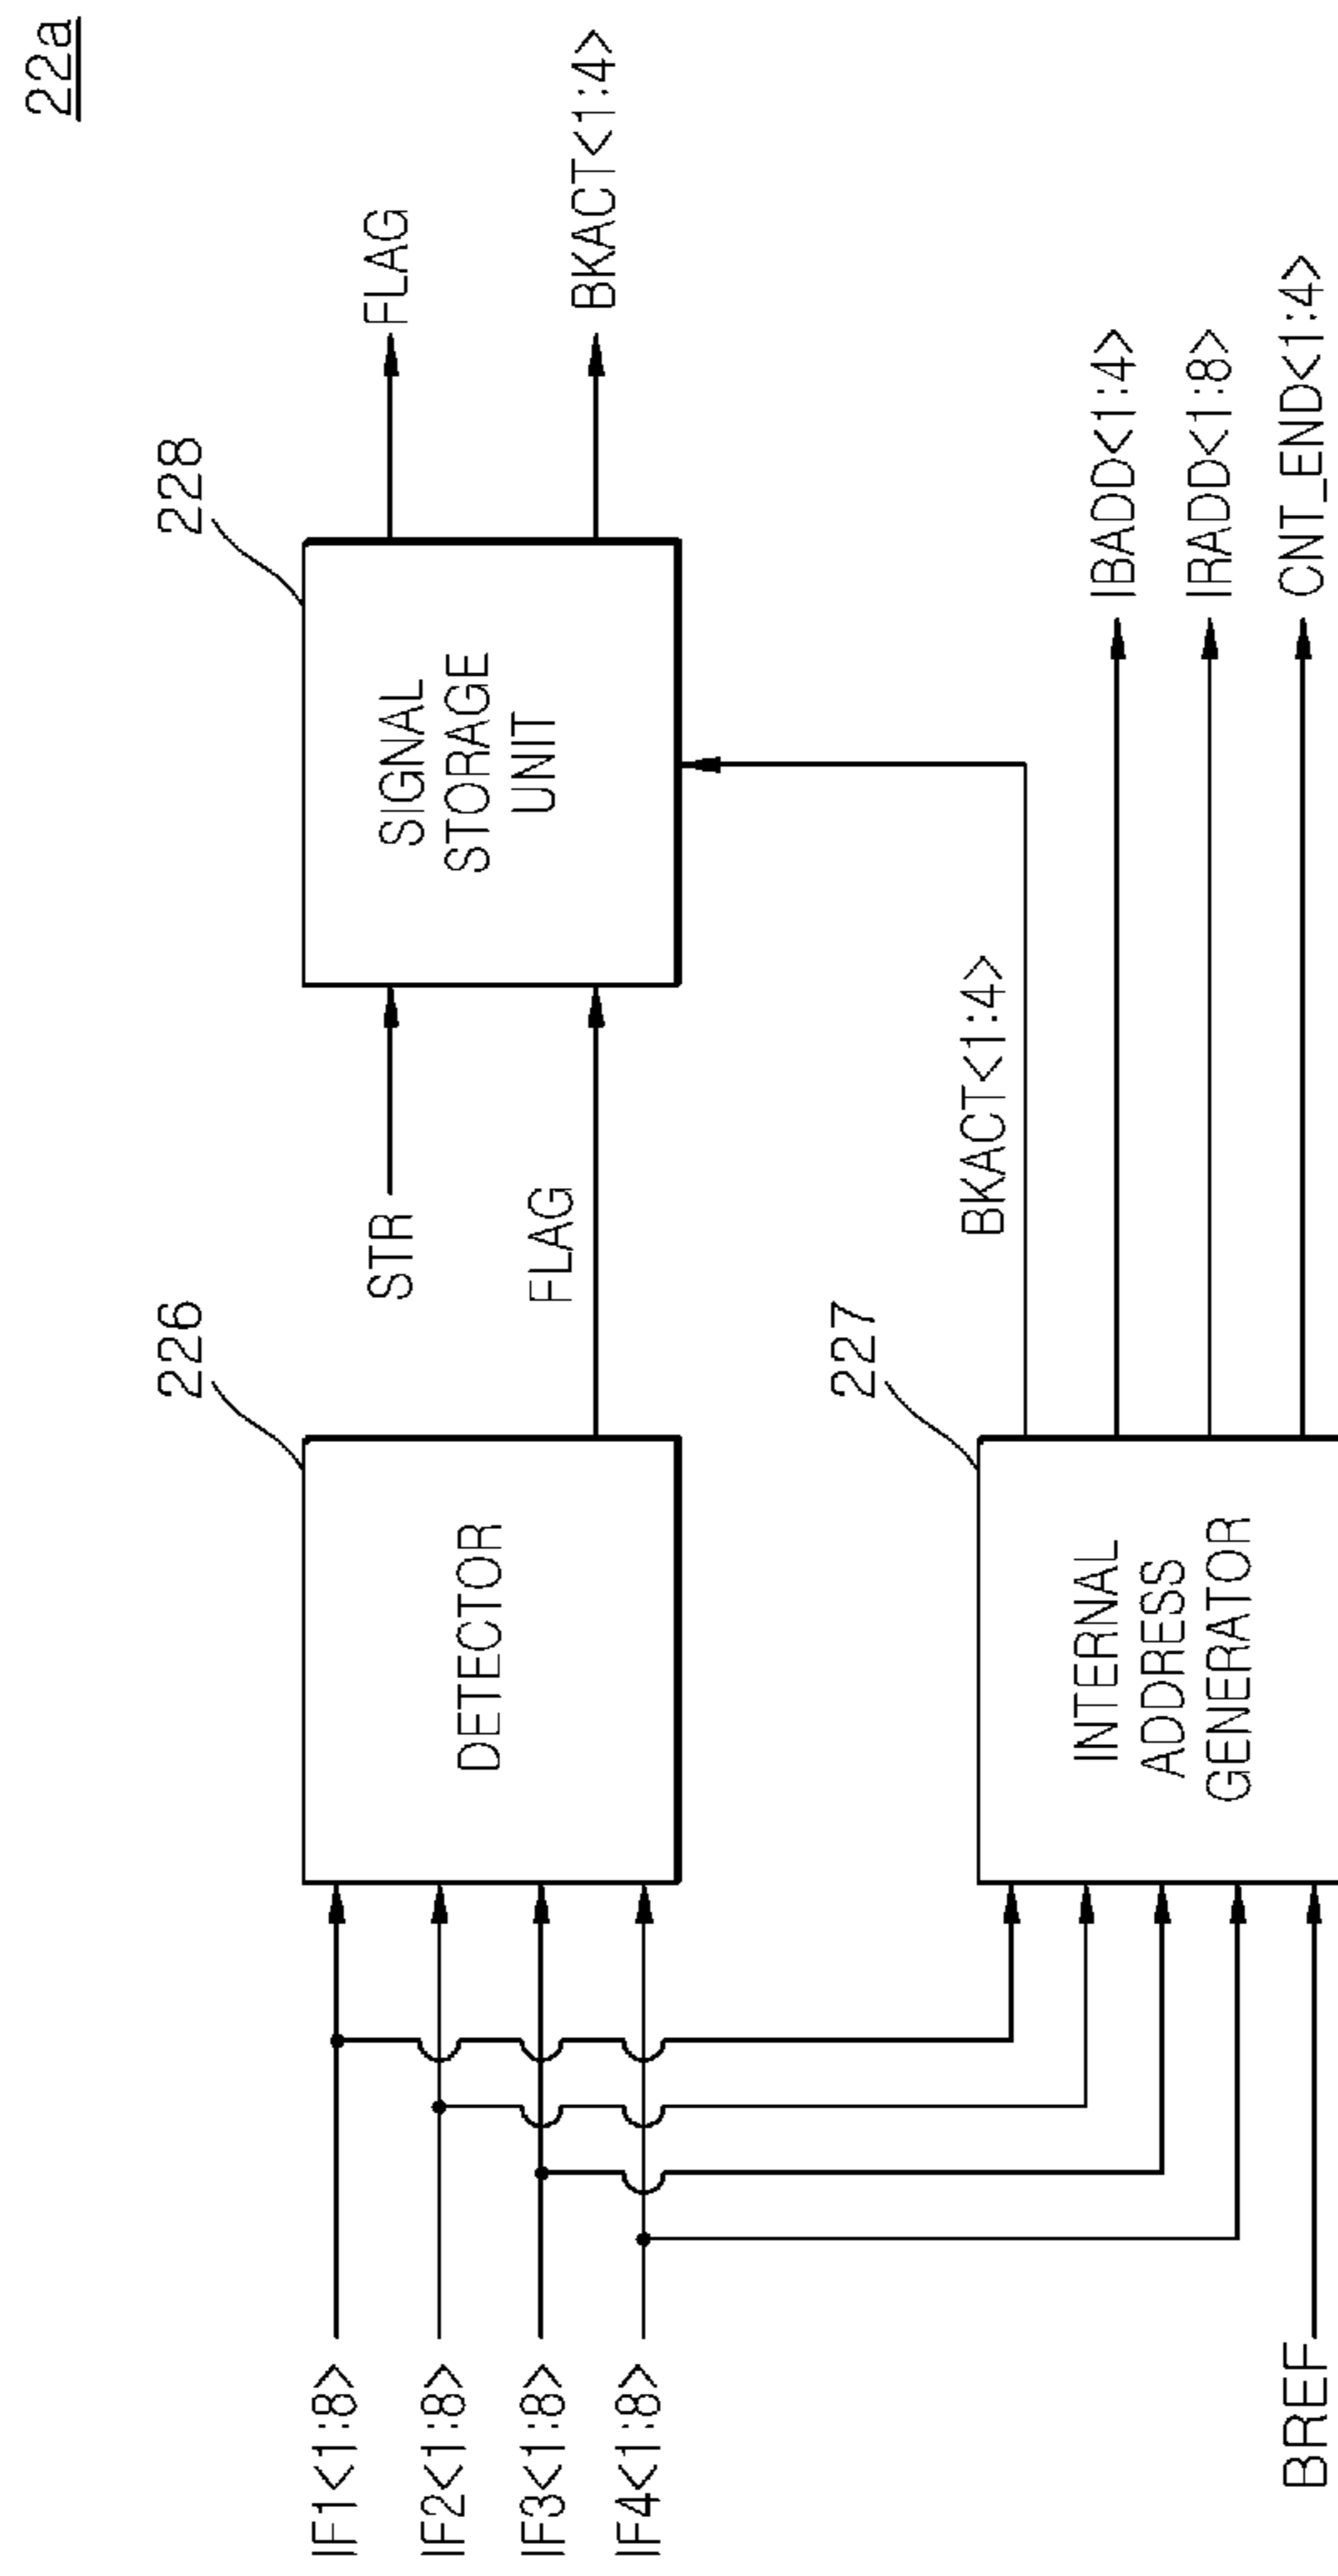 22a
226
228
IF1<1:8>
IF2<1:8>
IF3<1:8>
IF4<1:8>
DETECTOR
STR
FLAG
SIGNAL
STORAGE
UNIT
FLAG
BKACT<1:4>
227
BKACT<1:4>
BREF
INTERNAL
ADDRESS
GENERATOR
IBADD<1:4>
IRADD<1:8>
CNT_END<1:4>